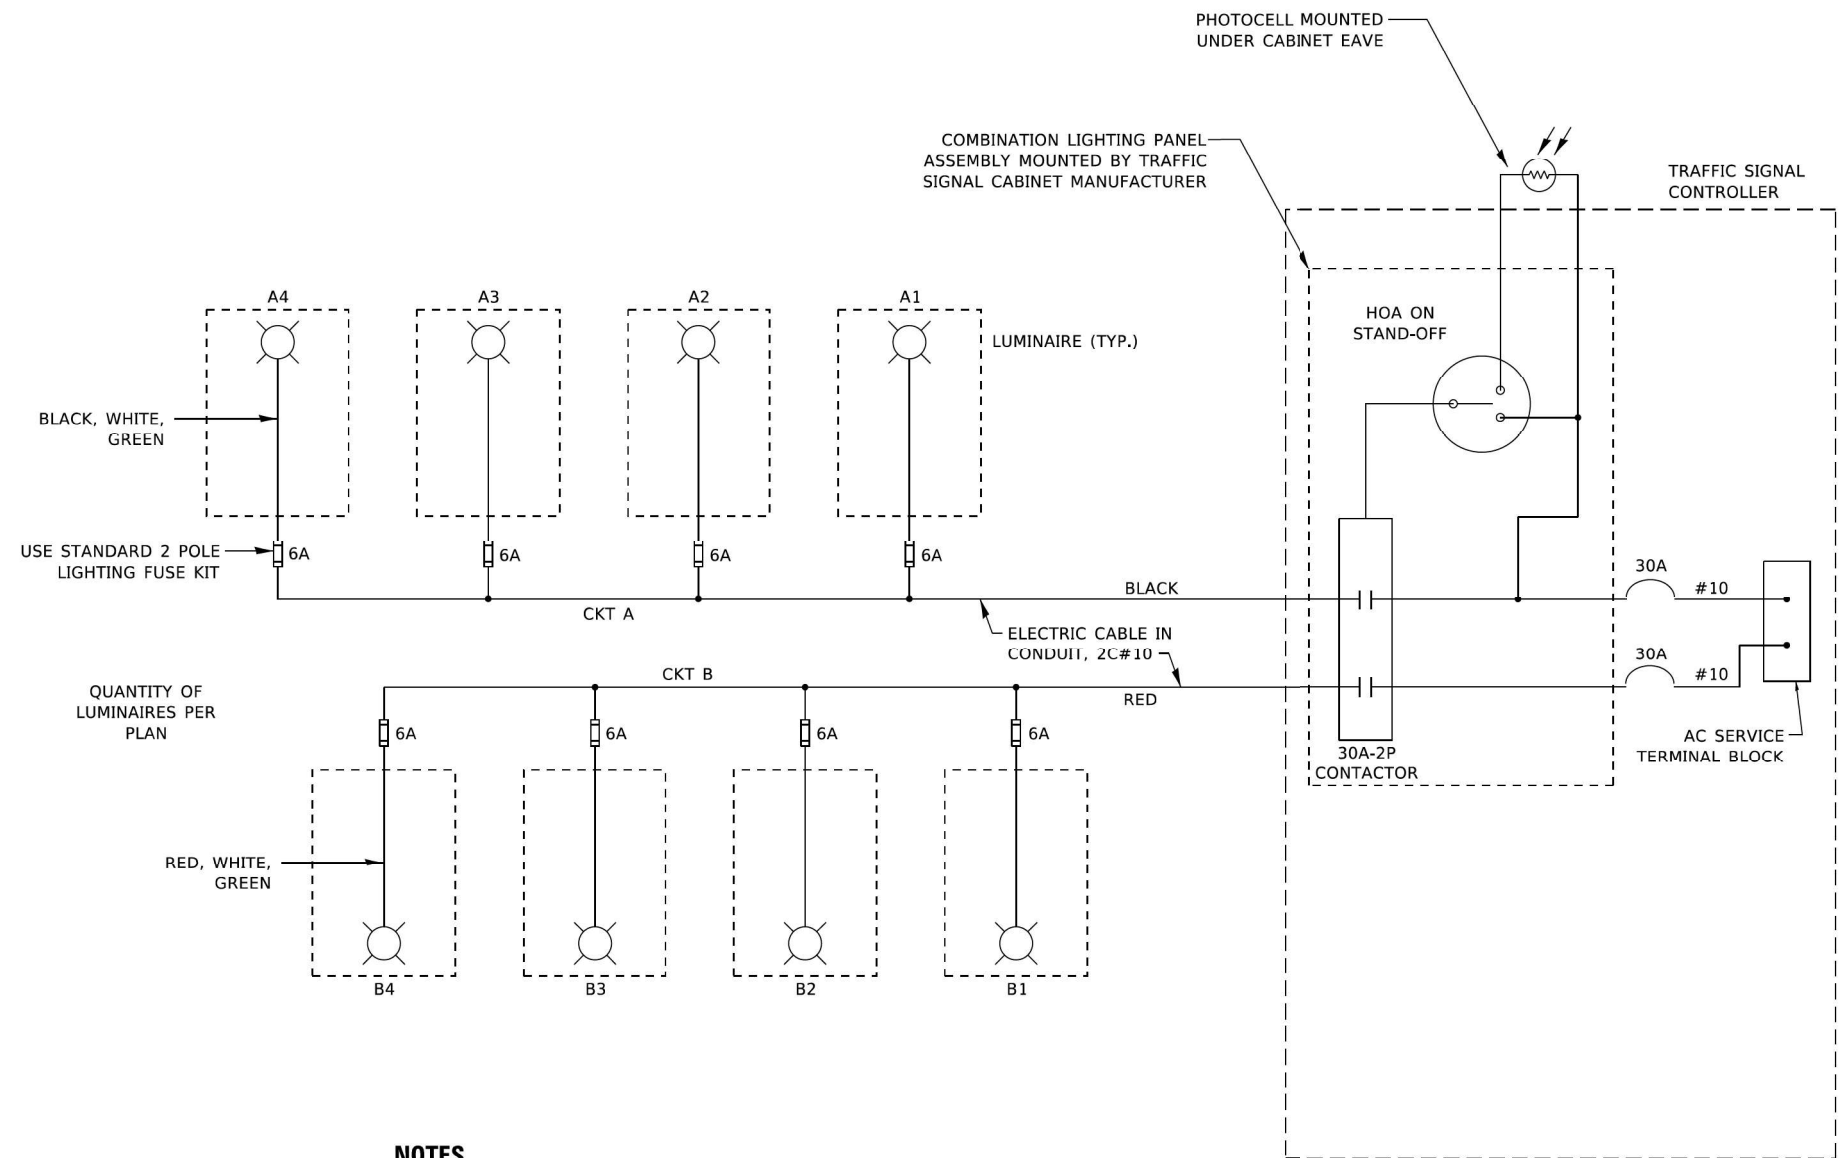 PHOTOCELL MOUNTED
UNDER CABINET EAVE
COMBINATION LIGHTING PANEL
ASSEMBLY MOUNTED BY TRAFFIC
SIGNAL CABINET MANUFACTURER
TRAFFIC SIGNAL
CONTROLLER
A4
A3
A2
A1
LUMINAIRE (TYP.)
HOA ON
STAND-OFF
BLACK, WHITE,
GREEN
USE STANDARD 2 POLE
LIGHTING FUSE KIT
6A
6A
6A
6A
CKT A
BLACK
30A
#10
ELECTRIC CABLE IN
CONDUIT, 2C#10
CKT B
RED
30A
#10
QUANTITY OF
LUMINAIRES PER
PLAN
6A
6A
6A
6A
30A-2P
CONTACTOR
AC SERVICE
TERMINAL BLOCK
RED, WHITE,
GREEN
B4
B3
B2
B1
NOTES